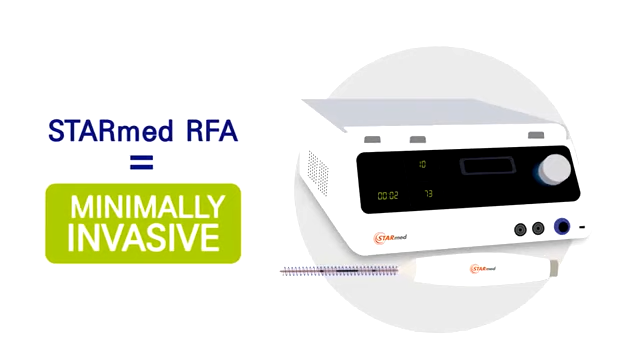 STARmed RFA
=
MINIMALLY
INVASIVE
10
00:02
73
STARmed
STARmed